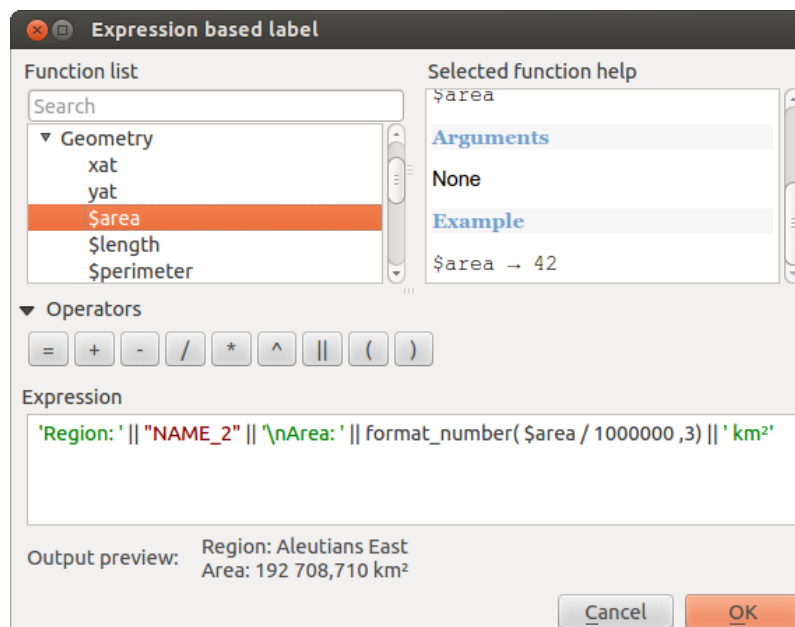 Expression based label
Function list
Search
Geometry
xat
yat
$area
$length
$perimeter
Selected function help
$area
Arguments
None
Example
$area → 42
Operators
= + - / * ^ || ( )
Expression
'Region: ' || "NAME_2" || '\nArea: ' || format_number( $area / 1000000 ,3) || ' km²'
Output preview:
Region: Aleutians East
Area: 192 708,710 km²
Cancel OK